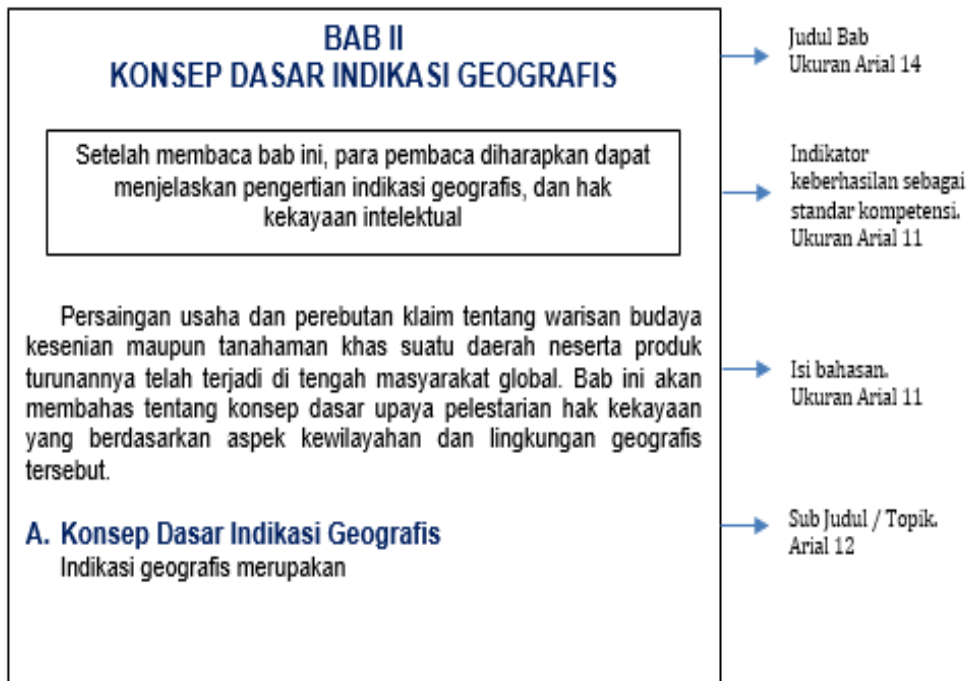 BAB II
KONSEP DASAR INDIKASI GEOGRAFIS
Judul Bab
Ukuran Arial 14
Setelah membaca bab ini, para pembaca diharapkan dapat
menjelaskan pengertian indikasi geografis, dan hak
kekayaan intelektual
Indikator
keberhasilan sebagai
standar kompetensi.
Ukuran Arial 11
Persaingan usaha dan perebutan klaim tentang warisan budaya
kesenian maupun tanahaman khas suatu daerah neserta produk
turunannya telah terjadi di tengah masyarakat global. Bab ini akan
membahas tentang konsep dasar upaya pelestarian hak kekayaan
yang berdasarkan aspek kewilayahan dan lingkungan geografis
tersebut.
Isi bahasan.
Ukuran Arial 11
A. Konsep Dasar Indikasi Geografis
Indikasi geografis merupakan
Sub Judul / Topik.
Arial 12